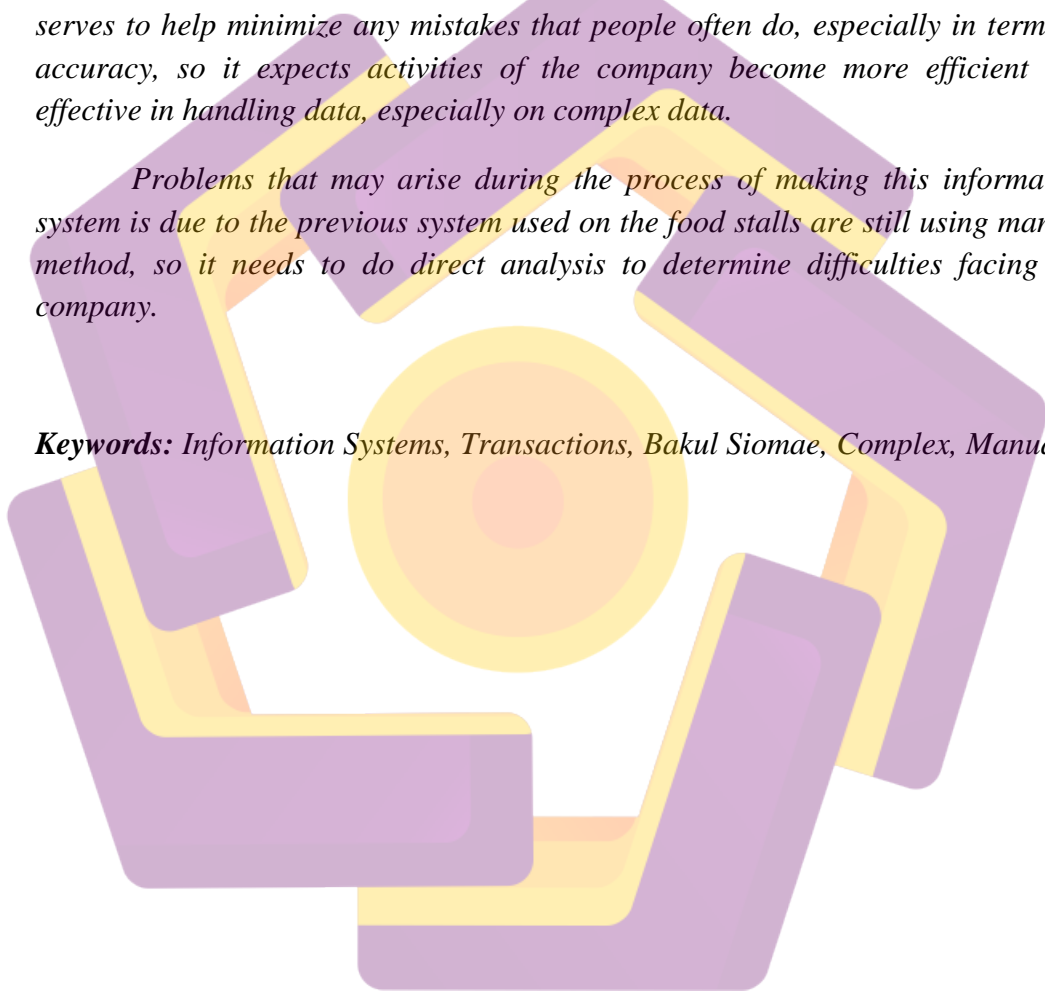 serves to help minimize any mistakes that people often do, especially in term
accuracy, so it expects activities of the company become more efficient
effective in handling data, especially on complex data.
Problems that may arise during the process of making this informa
system is due to the previous system used on the food stalls are still using man
method, so it needs to do direct analysis to determine difficulties facing
company.
Keywords: Information Systems, Transactions, Bakul Siomae, Complex, Manu